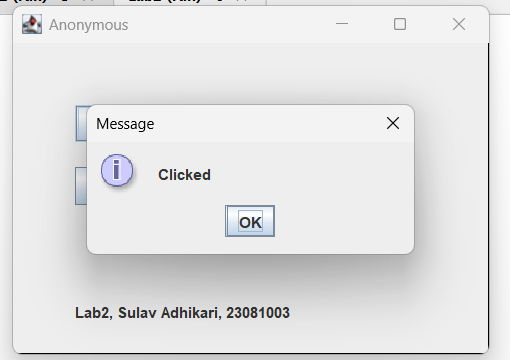 Anonymous
Message
i
Clicked
OK
Lab2, Sulav Adhikari, 23081003